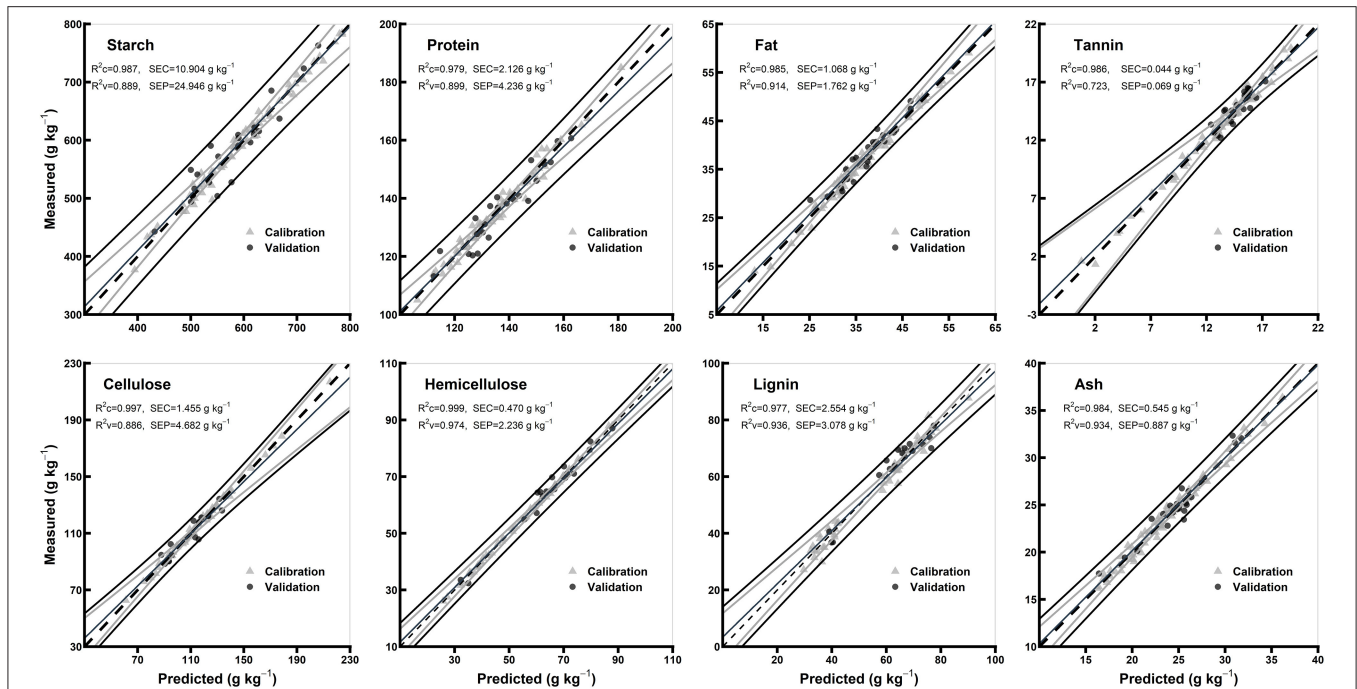 Starch
R²c=0.987, SEC=10.904 g kg⁻¹
R²v=0.889, SEP=24.946 g kg⁻¹
Measured (g kg⁻¹)
800
700
600
500
400
300
400 500 600 700 800
Calibration
Validation
Protein
R²c=0.979, SEC=2.126 g kg⁻¹
R²v=0.899, SEP=4.236 g kg⁻¹
200
180
160
140
120
100
120 140 160 180 200
Calibration
Validation
Fat
R²c=0.985, SEC=1.068 g kg⁻¹
R²v=0.914, SEP=1.762 g kg⁻¹
65
55
45
35
25
15
5
15 25 35 45 55 65
Calibration
Validation
Tannin
R²c=0.986, SEC=0.044 g kg⁻¹
R²v=0.723, SEP=0.069 g kg⁻¹
22
17
12
7
2
-3
2 7 12 17 22
Calibration
Validation
Cellulose
R²c=0.997, SEC=1.455 g kg⁻¹
R²v=0.886, SEP=4.682 g kg⁻¹
Measured (g kg⁻¹)
230
190
150
110
70
30
70 110 150 190 230
Calibration
Validation
Predicted (g kg⁻¹)
Hemicellulose
R²c=0.999, SEC=0.470 g kg⁻¹
R²v=0.974, SEP=2.236 g kg⁻¹
110
90
70
50
30
10
30 50 70 90 110
Calibration
Validation
Predicted (g kg⁻¹)
Lignin
R²c=0.977, SEC=2.554 g kg⁻¹
R²v=0.936, SEP=3.078 g kg⁻¹
100
80
60
40
20
0
0 20 40 60 80 100
Calibration
Validation
Predicted (g kg⁻¹)
Ash
R²c=0.984, SEC=0.545 g kg⁻¹
R²v=0.934, SEP=0.887 g kg⁻¹
40
35
30
25
20
15
10
15 20 25 30 35 40
Calibration
Validation
Predicted (g kg⁻¹)